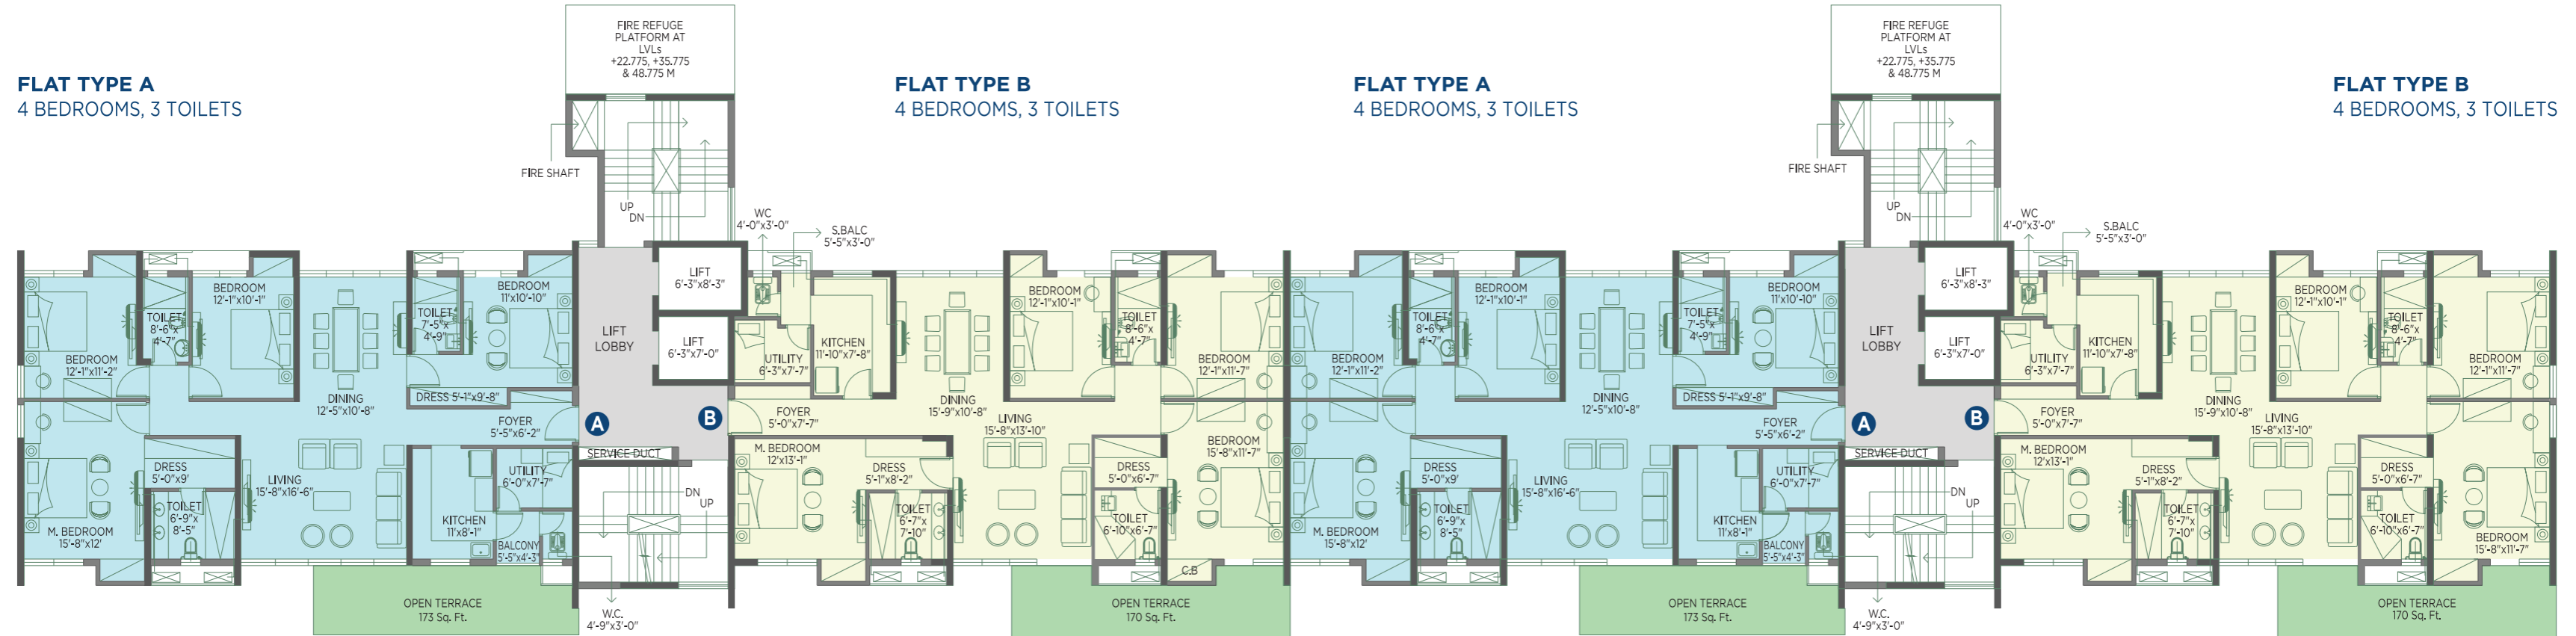 FIRE REFUGE
PLATFORM AT
LVLs
+22.775, +35.775
& 48.775 M
FIRE REFUGE
PLATFORM AT
LVLs
+22.775, +35.775
& 48.775 M
FLAT TYPE A
4 BEDROOMS, 3 TOILETS
FLAT TYPE B
4 BEDROOMS, 3 TOILETS
FLAT TYPE A
4 BEDROOMS, 3 TOILETS
FLAT TYPE B
4 BEDROOMS, 3 TOILETS
FIRE SHAFT
UP
DN
WC
4'-0"x3'-0"
S.BALC
5'-5"x3'-0"
BEDROOM
12'-1"x10'-1"
BEDROOM
11'x10'-10"
TOILET
8'-6"x
4'-7"
TOILET
7'-5"x
4'-9"
BEDROOM
12'-1"x11'-2"
DINING
12'-5"x10'-8"
DRESS 5'-1"x9'-8"
FOYER
5'-5"x6'-2"
DRESS
5'-0"x9'
LIVING
15'-8"x16'-6"
UTILITY
6'-0"x7'-7"
TOILET
6'-9"x
8'-5"
M. BEDROOM
15'-8"x12'
KITCHEN
11'x8'-1"
BALCONY
5'-5"x4'-3"
OPEN TERRACE
173 Sq. Ft.
LIFT
6'-3"x8'-3"
LIFT
LOBBY
LIFT
6'-3"x7'-0"
A
B
SERVICE DUCT
DN
UP
W.C.
4'-9"x3'-0"
UTILITY
6'-3"x7'-7"
KITCHEN
11'-10"x7'-8"
BEDROOM
12'-1"x10'-1"
TOILET
8'-6"x
4'-7"
BEDROOM
12'-1"x11'-7"
DINING
15'-9"x10'-8"
FOYER
5'-0"x7'-7"
LIVING
15'-8"x13'-10"
M. BEDROOM
12'x13'-1"
DRESS
5'-1"x8'-2"
DRESS
5'-0"x6'-7"
BEDROOM
15'-8"x11'-7"
TOILET
6'-7"x
7'-10"
TOILET
6'-10"x6'-7"
C.B
OPEN TERRACE
170 Sq. Ft.
FIRE SHAFT
UP
DN
WC
4'-0"x3'-0"
S.BALC
5'-5"x3'-0"
BEDROOM
12'-1"x10'-1"
BEDROOM
11'x10'-10"
TOILET
8'-6"x
4'-7"
TOILET
7'-5"x
4'-9"
BEDROOM
12'-1"x11'-2"
DINING
12'-5"x10'-8"
DRESS 5'-1"x9'-8"
FOYER
5'-5"x6'-2"
DRESS
5'-0"x9'
LIVING
15'-8"x16'-6"
UTILITY
6'-0"x7'-7"
TOILET
6'-9"x
8'-5"
M. BEDROOM
15'-8"x12'
KITCHEN
11'x8'-1"
BALCONY
5'-5"x4'-3"
OPEN TERRACE
173 Sq. Ft.
LIFT
6'-3"x8'-3"
LIFT
LOBBY
LIFT
6'-3"x7'-0"
A
B
SERVICE DUCT
DN
UP
W.C.
4'-9"x3'-0"
UTILITY
6'-3"x7'-7"
KITCHEN
11'-10"x7'-8"
BEDROOM
12'-1"x10'-1"
TOILET
8'-6"x
4'-7"
BEDROOM
12'-1"x11'-7"
DINING
15'-9"x10'-8"
FOYER
5'-0"x7'-7"
LIVING
15'-8"x13'-10"
M. BEDROOM
12'x13'-1"
DRESS
5'-1"x8'-2"
DRESS
5'-0"x6'-7"
TOILET
6'-7"x
7'-10"
TOILET
6'-10"x6'-7"
BEDROOM
15'-8"x11'-7"
OPEN TERRACE
170 Sq. Ft.